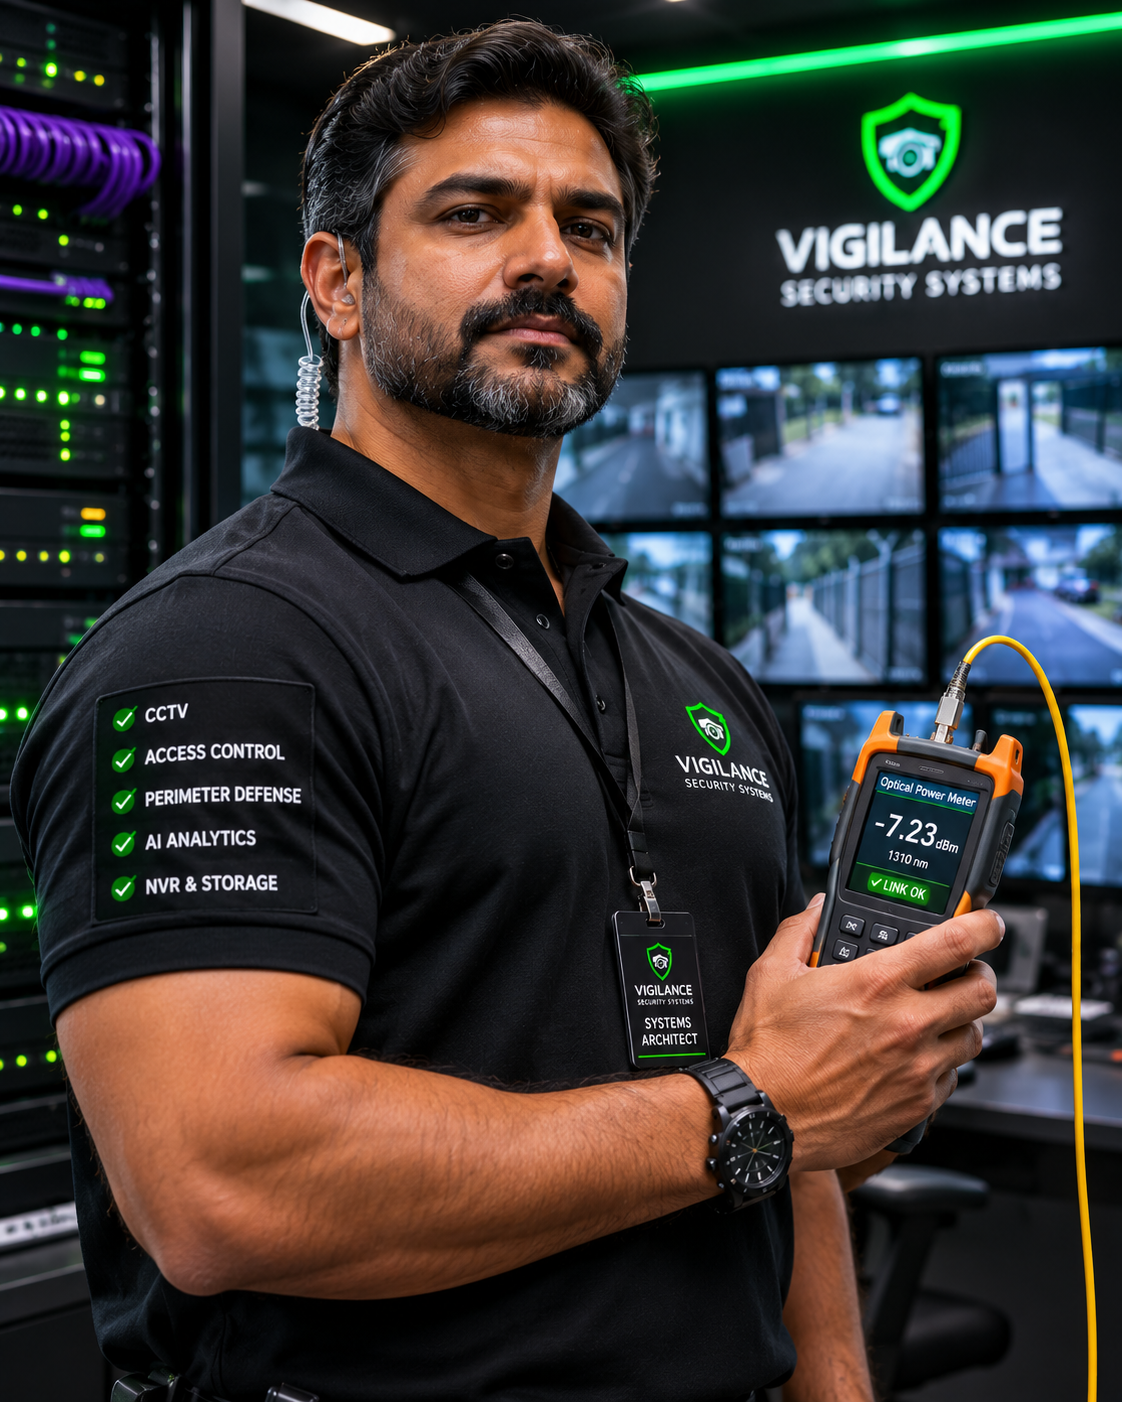 VIGILANCE
SECURITY SYSTEMS
CCTV
ACCESS CONTROL
PERIMETER DEFENSE
AI ANALYTICS
NVR & STORAGE
VIGILANCE
SECURITY SYSTEMS
Optical Power Meter
-7.23 dBm
1310 nm
LINK OK
VIGILANCE
SECURITY SYSTEMS
SYSTEMS
ARCHITECT